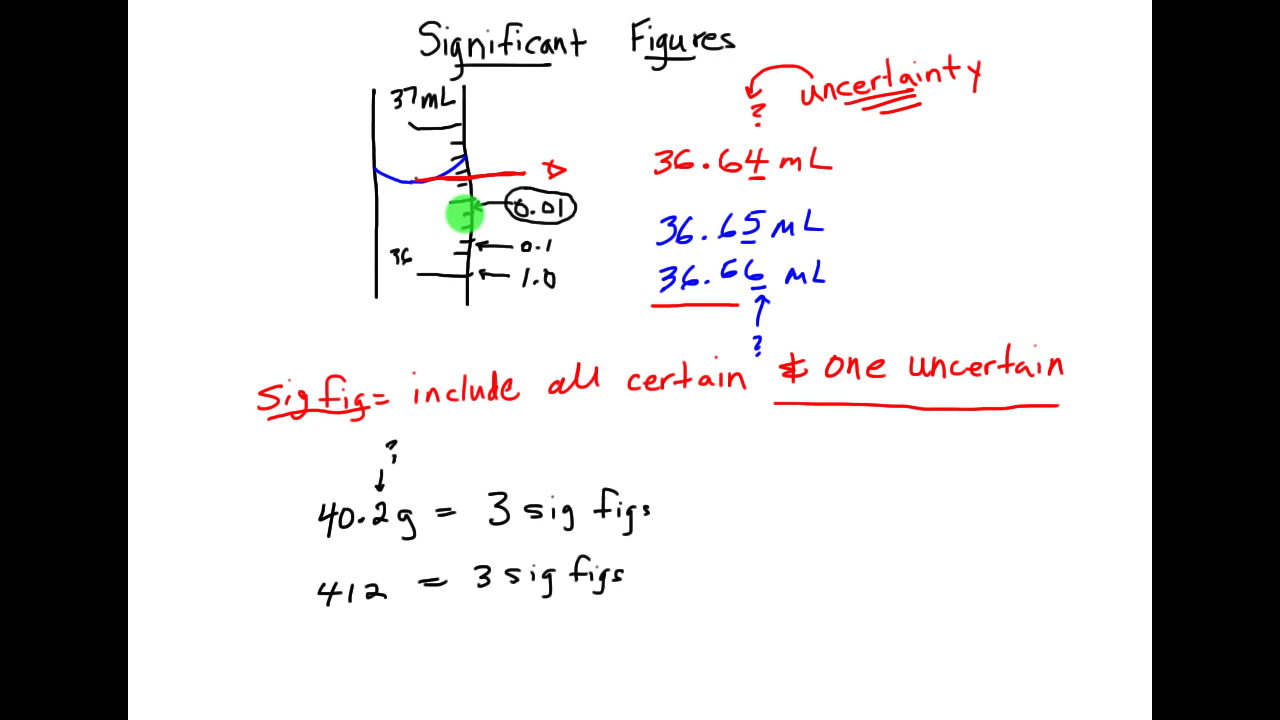 Significant Figures
37mL
uncertainty
?
36.64 mL
0.01
36.65 mL
0.1
36
1.0
36.66 mL
?
Sig fig = include all certain & one uncertain
?
40.2g = 3 sig figs
412 = 3 sig figs